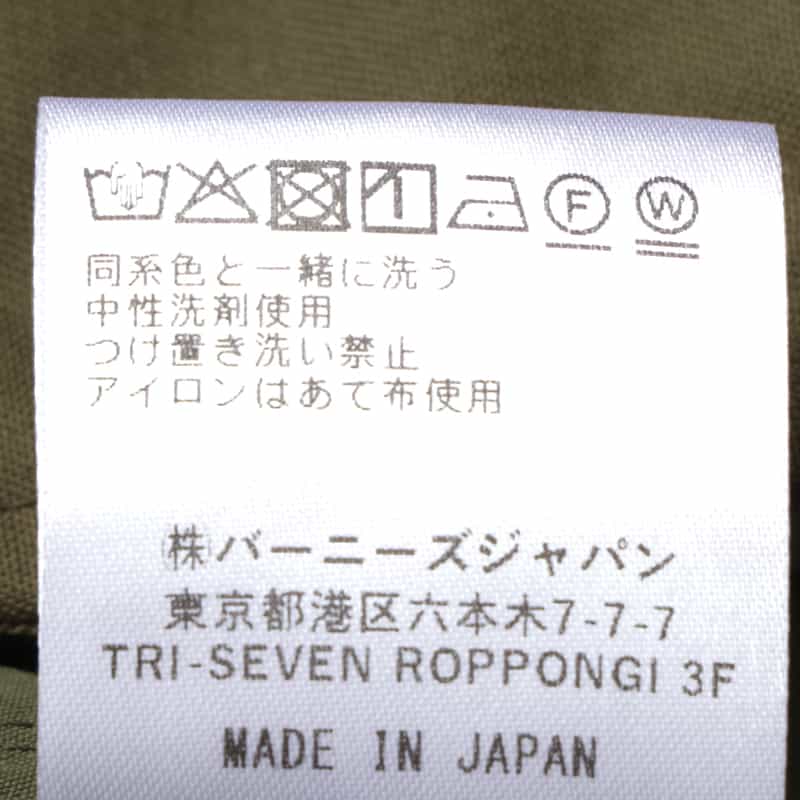 F W
同系色と一緒に洗う
中性洗剤使用
つけ置き洗い禁止
アイロンはあて布使用
㈱バーニーズジャパン
東京都港区六本木7-7-7
TRI-SEVEN ROPPONGI 3F
MADE IN JAPAN